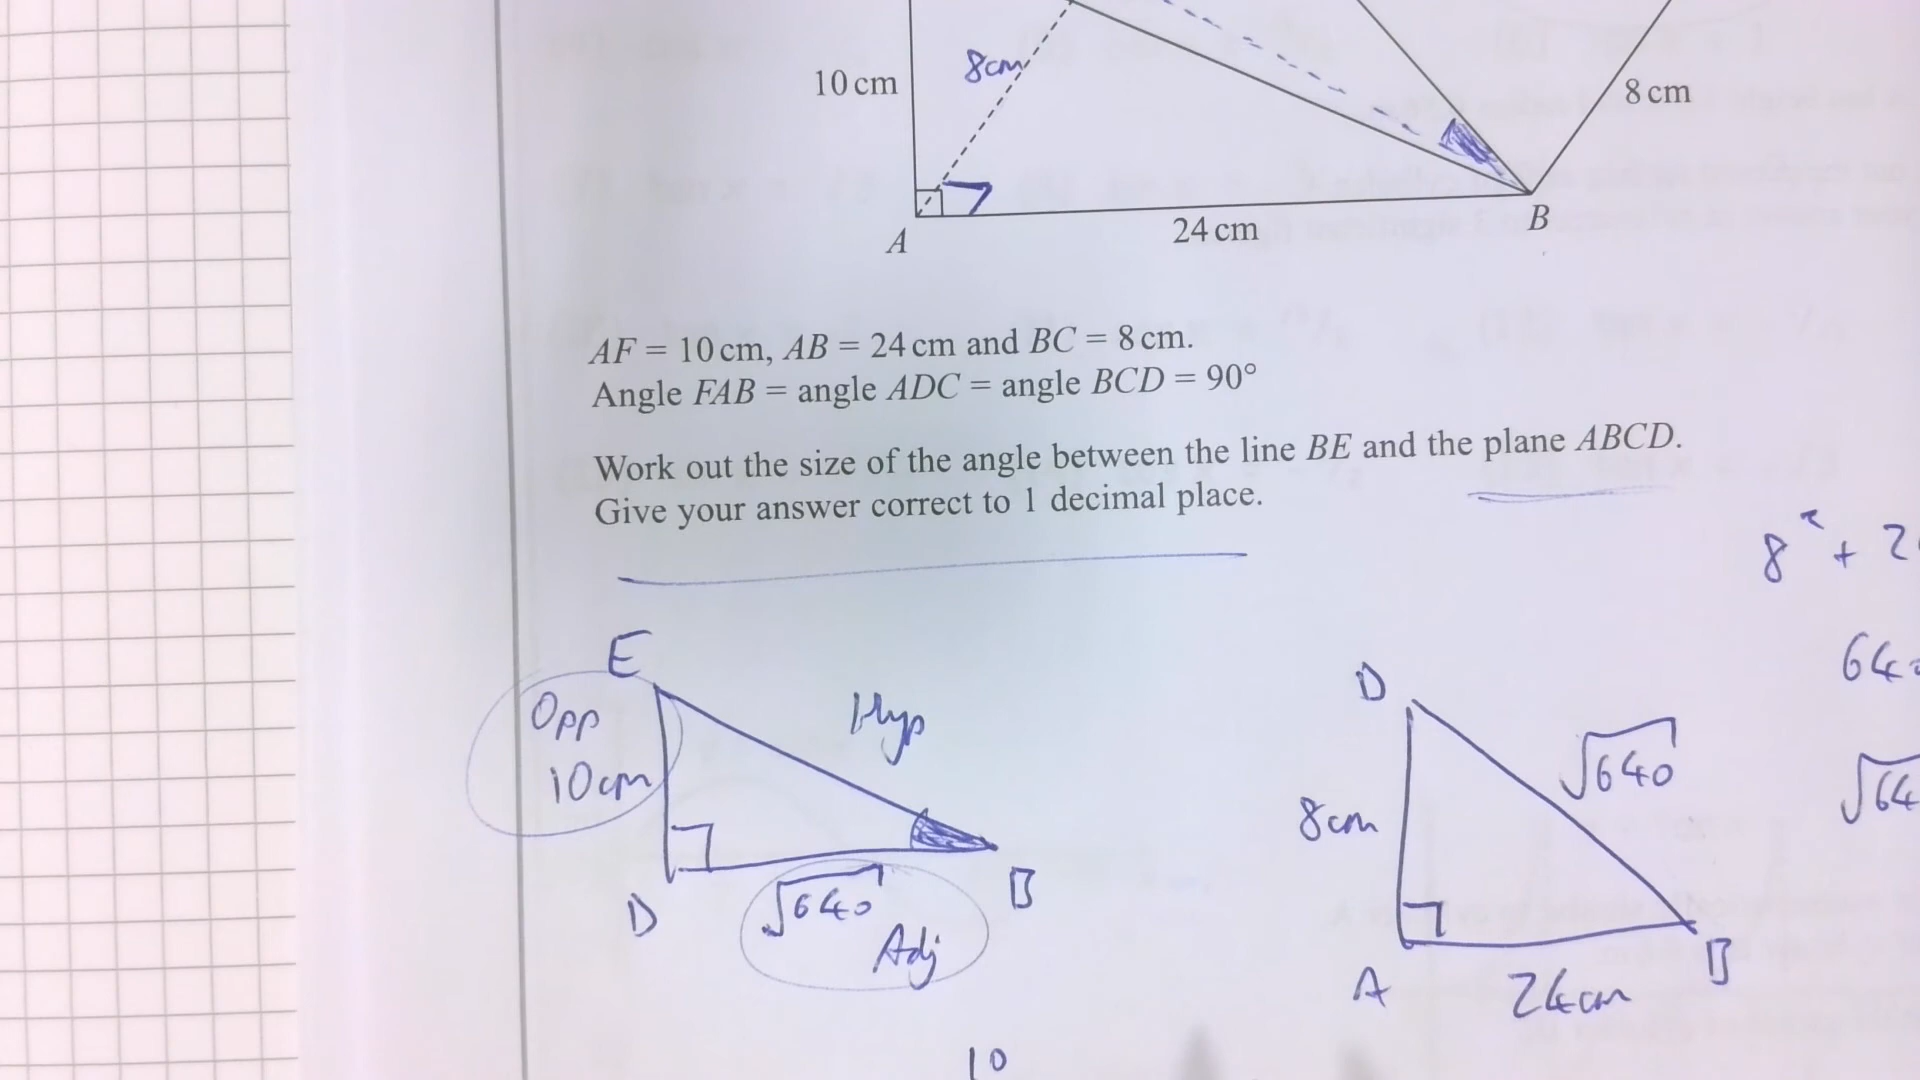 8cm
10 cm
8 cm
A
24 cm
B
AF = 10 cm, AB = 24 cm and BC = 8 cm.
Angle FAB = angle ADC = angle BCD = 90°
Work out the size of the angle between the line BE and the plane ABCD.
Give your answer correct to 1 decimal place.
8² + 2
E
D
64
Opp
Hyp
10cm
√640
√64
8cm
D
√640
B
Adj
A
24cm
B
10